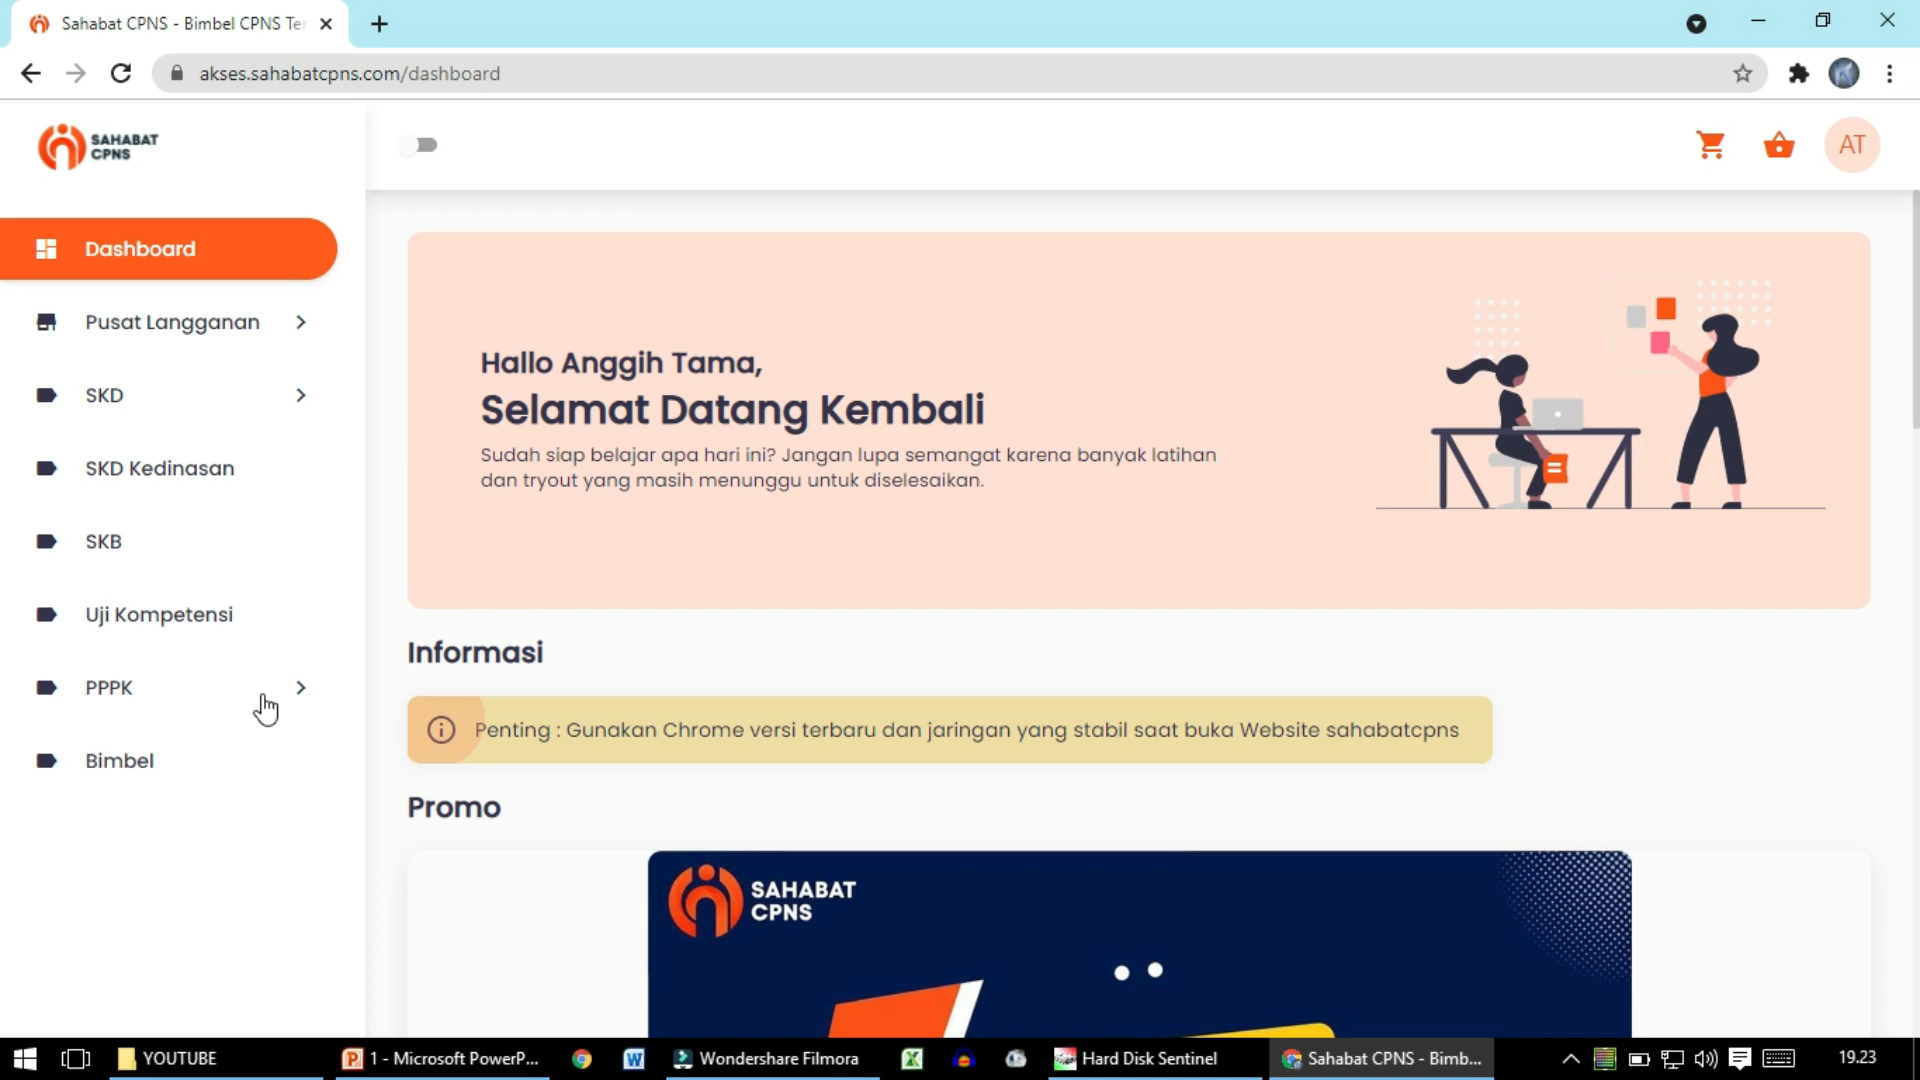 Sahabat CPNS - Bimbel CPNS Ter
akses.sahabatcpns.com/dashboard
SAHABAT
CPNS
AT
Dashboard
Pusat Langganan
SKD
SKD Kedinasan
SKB
Uji Kompetensi
PPPK
Bimbel
Hallo Anggih Tama,
Selamat Datang Kembali
Sudah siap belajar apa hari ini? Jangan lupa semangat karena banyak latihan
dan tryout yang masih menunggu untuk diselesaikan.
Informasi
Penting : Gunakan Chrome versi terbaru dan jaringan yang stabil saat buka Website sahabatcpns
Promo
SAHABAT
CPNS
YOUTUBE
1 - Microsoft PowerP...
Wondershare Filmora
Hard Disk Sentinel
Sahabat CPNS - Bimb...
19.23